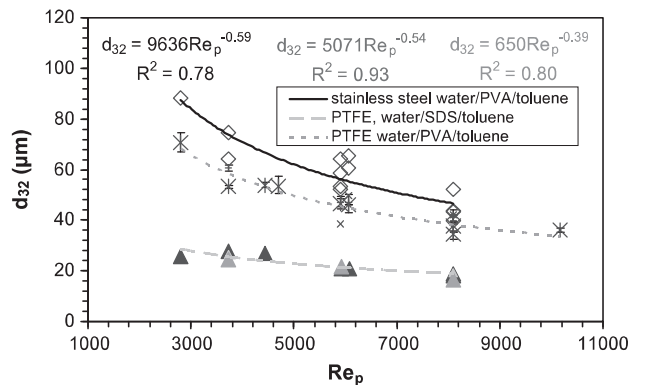 d32 = 9636Rep^-0.59 d32 = 5071Rep^-0.54 d32 = 650Rep^-0.39
R² = 0.78 R² = 0.93 R² = 0.80
stainless steel water/PVA/toluene
PTFE, water/SDS/toluene
PTFE water/PVA/toluene
d32 (µm)
120
100
80
60
40
20
0
1000 3000 5000 7000 9000 11000
Rep